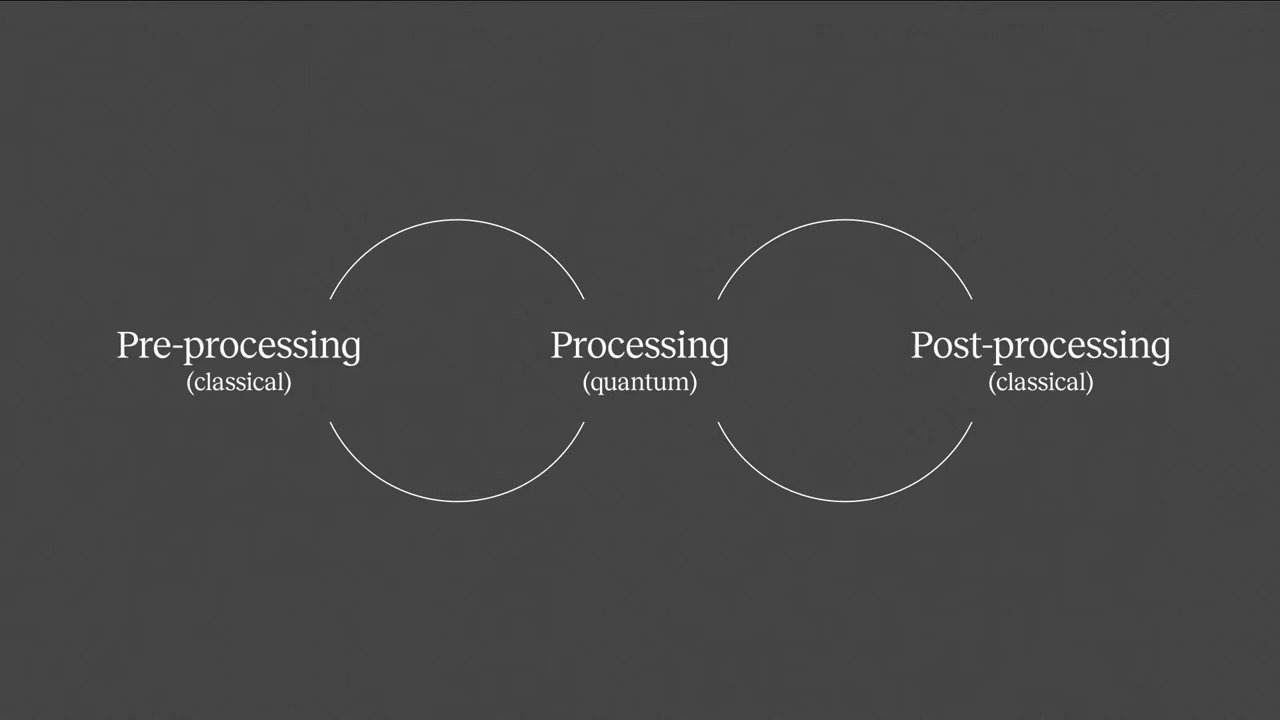 Pre-processing
(classical)
Processing
(quantum)
Post-processing
(classical)